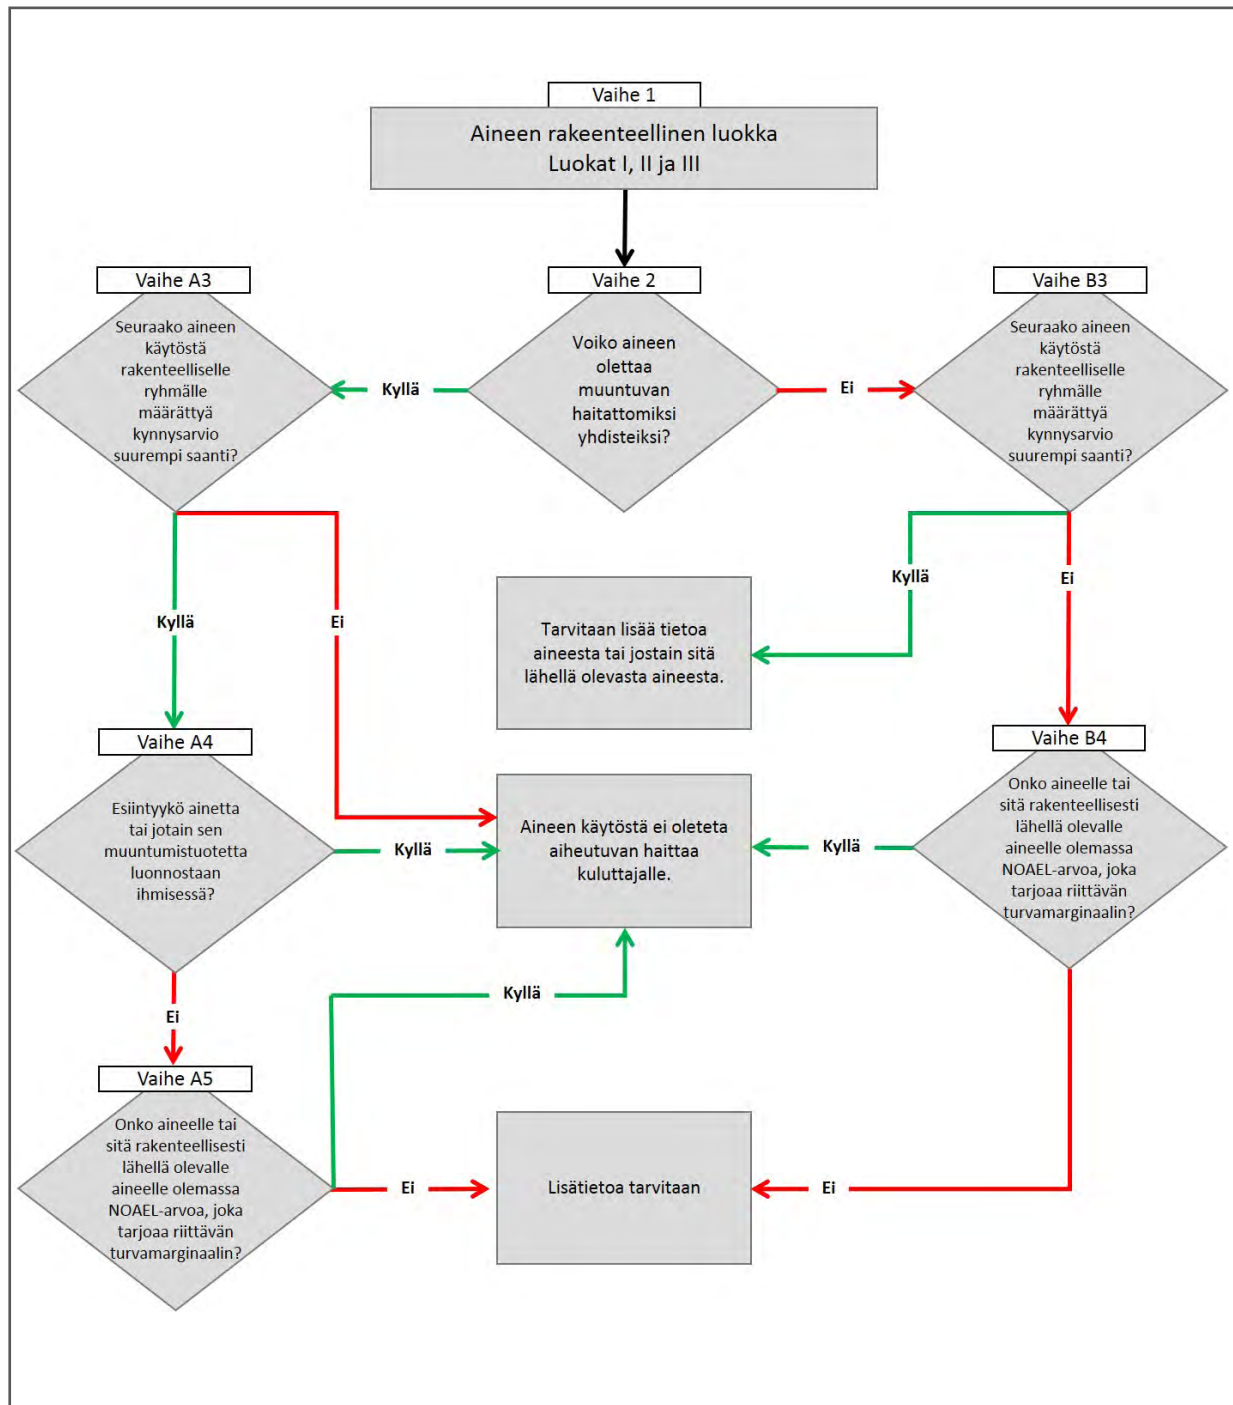 Vaihe 1
Aineen rakeenteellinen luokka
Luokat I, II ja III
Vaihe A3
Seuraako aineen
käytöstä
rakenteelliselle
ryhmälle
määrättyä
kynnysarvio
suurempi saanti?
Kyllä
Vaihe 2
Voiko aineen
olettaa
muuntuvan
haitattomiksi
yhdisteiksi?
Ei
Vaihe B3
Seuraako aineen
käytöstä
rakenteelliselle
ryhmälle
määrättyä
kynnysarvio
suurempi saanti?
Kyllä
Ei
Kyllä
Ei
Tarvitaan lisää tietoa
aineesta tai jostain sitä
lähellä olevasta aineesta.
Vaihe A4
Esiintyykö ainetta
tai jotain sen
muuntumistuotetta
luonnostaan
ihmisessä?
Kyllä
Aineen käytöstä ei oleteta
aiheutuvan haittaa
kuluttajalle.
Kyllä
Vaihe B4
Onko aineelle tai
sitä rakenteellisesti
lähellä olevalle
aineelle olemassa
NOAEL-arvoa, joka
tarjoaa riittävän
turvamarginaalin?
Ei
Kyllä
Vaihe A5
Onko aineelle tai
sitä rakenteellisesti
lähellä olevalle
aineelle olemassa
NOAEL-arvoa, joka
tarjoaa riittävän
turvamarginaalin?
Ei
Lisätietoa tarvitaan
Ei